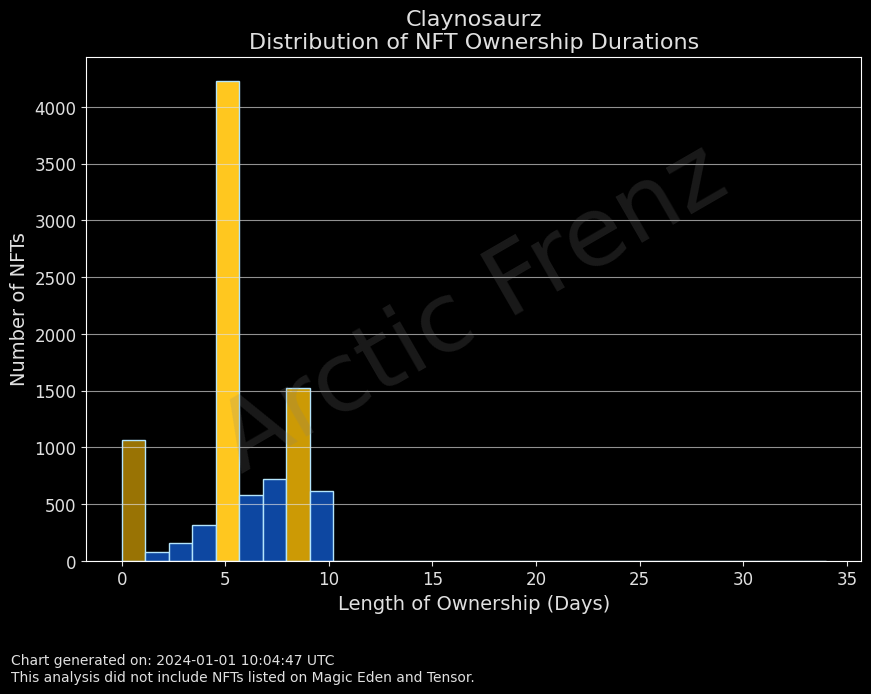 Claynosaurz
Distribution of NFT Ownership Durations
Number of NFTs
4000
3500
3000
2500
2000
1500
1000
500
0
Arctic Frenz
0 5 10 15 20 25 30 35
Length of Ownership (Days)
Chart generated on: 2024-01-01 10:04:47 UTC
This analysis did not include NFTs listed on Magic Eden and Tensor.